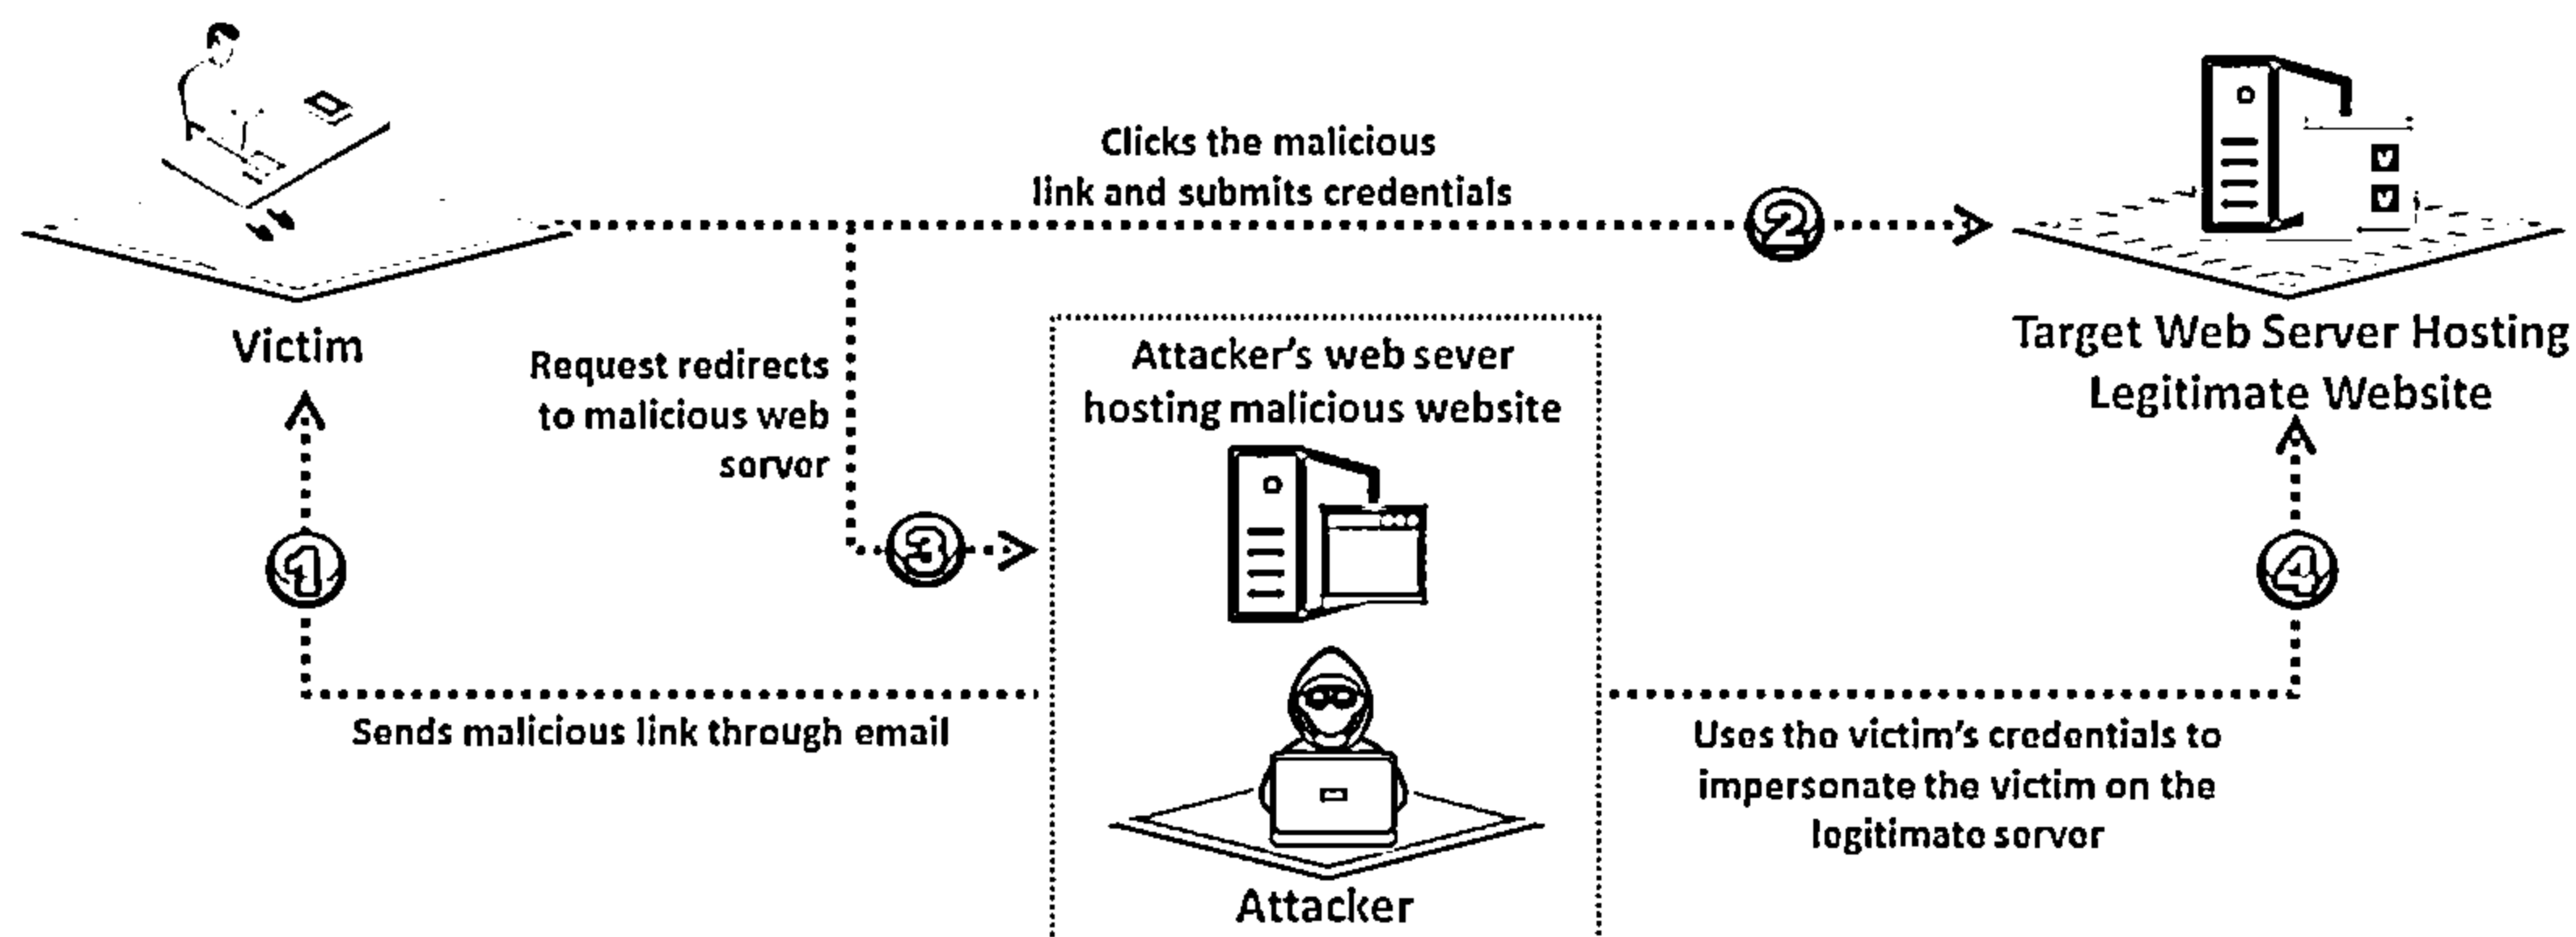 Clicks the malicious
link and submits credentials
2
Victim
Target Web Server Hosting
Legitimate Website
Request redirects
to malicious web
server
Attacker's web sever
hosting malicious website
3
1
4
Sends malicious link through email
Uses the victim's credentials to
impersonate the victim on the
legitimate server
Attacker